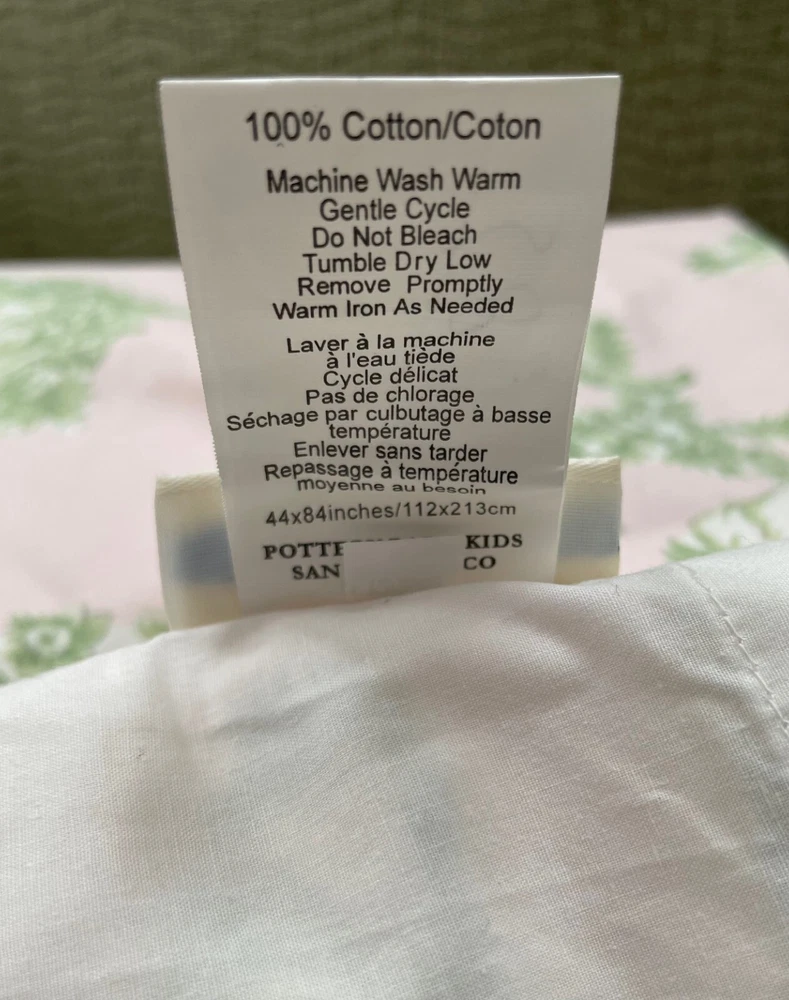 100% Cotton/Coton
Machine Wash Warm
Gentle Cycle
Do Not Bleach
Tumble Dry Low
Remove Promptly
Warm Iron As Needed
Laver à la machine
à l'eau tiède
Cycle délicat
Pas de chlorage
Séchage par culbutage à basse
température
Enlever sans tarder
Repassage à température
moyenne au besoin
44x84inches/112x213cm
KIDS
SAN CO